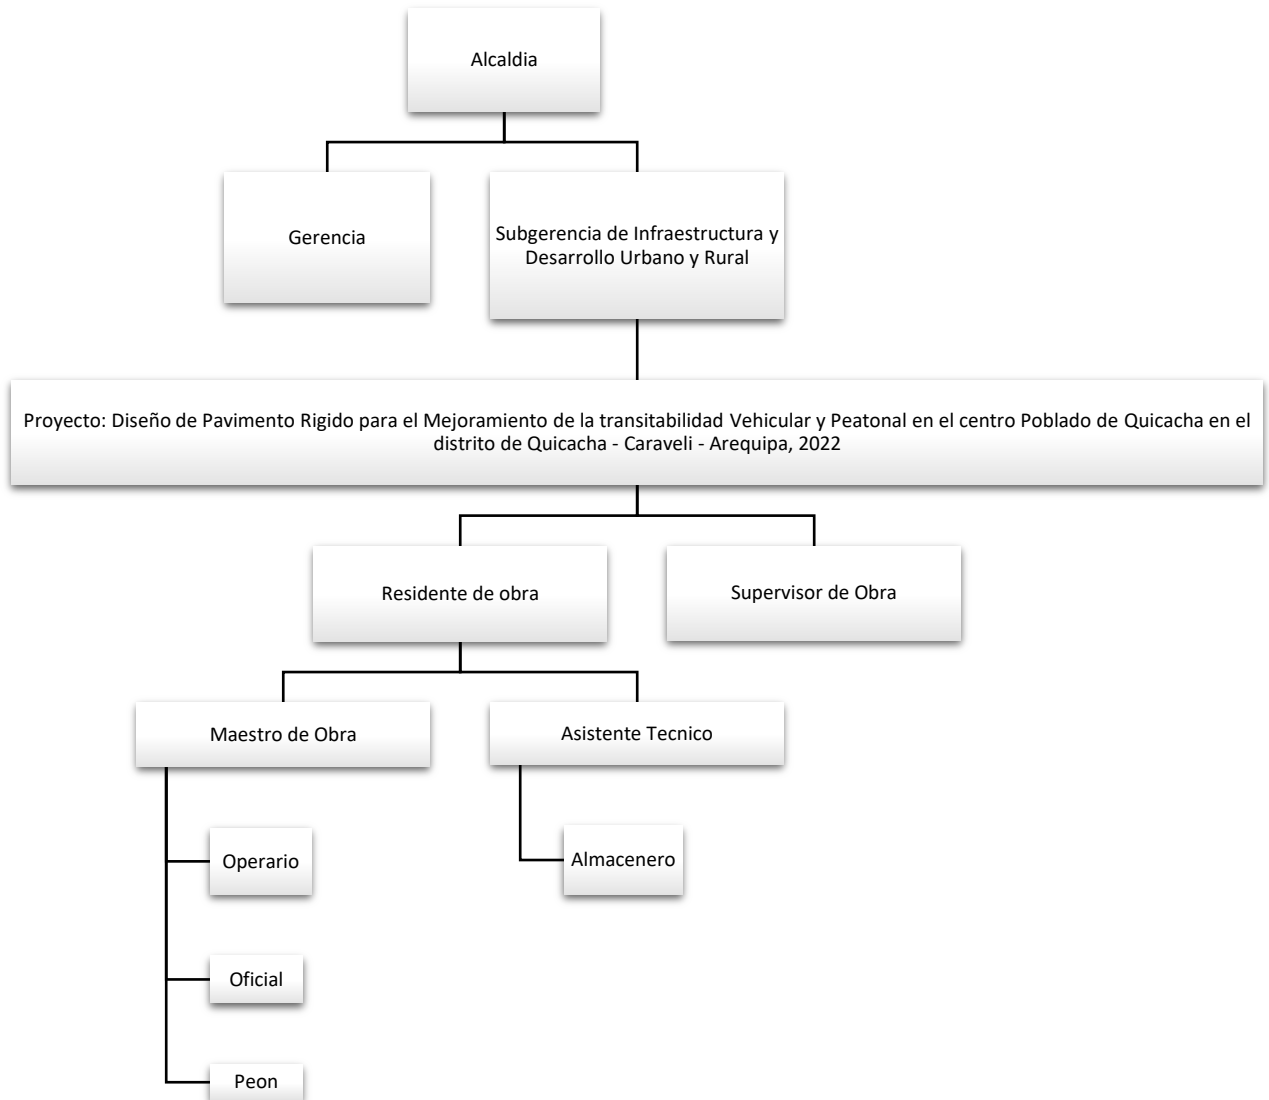 Alcaldia
Gerencia
Subgerencia de Infraestructura y
Desarrollo Urbano y Rural
Proyecto: Diseño de Pavimento Rigido para el Mejoramiento de la transitabilidad Vehicular y Peatonal en el centro Poblado de Quicacha en el
distrito de Quicacha - Caraveli - Arequipa, 2022
Residente de obra
Supervisor de Obra
Maestro de Obra
Asistente Tecnico
Operario
Almacenero
Oficial
Peon